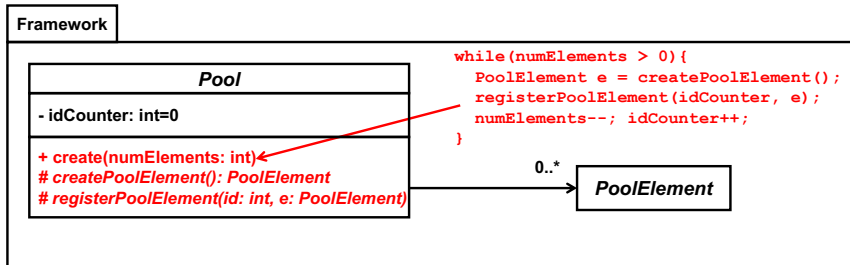 Framework
Pool
- idCounter: int=0
+ create(numElements: int)
# createPoolElement(): PoolElement
# registerPoolElement(id: int, e: PoolElement)
while(numElements > 0){
PoolElement e = createPoolElement();
registerPoolElement(idCounter, e);
numElements--; idCounter++;
}
0..*
PoolElement